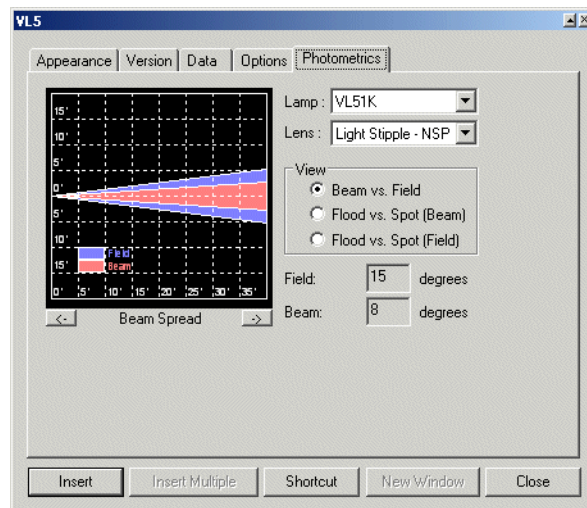 VL5
Appearance Version Data Options Photometrics
15'
10'
5'
0'
5'
10'
15'
Field
Beam
0' 5' 10' 15' 20' 25' 30' 35'
<- Beam Spread ->
Lamp : VL51K
Lens : Light Stipple - NSP
View
Beam vs. Field
Flood vs. Spot (Beam)
Flood vs. Spot (Field)
Field: 15 degrees
Beam: 8 degrees
Insert Insert Multiple Shortcut New Window Close